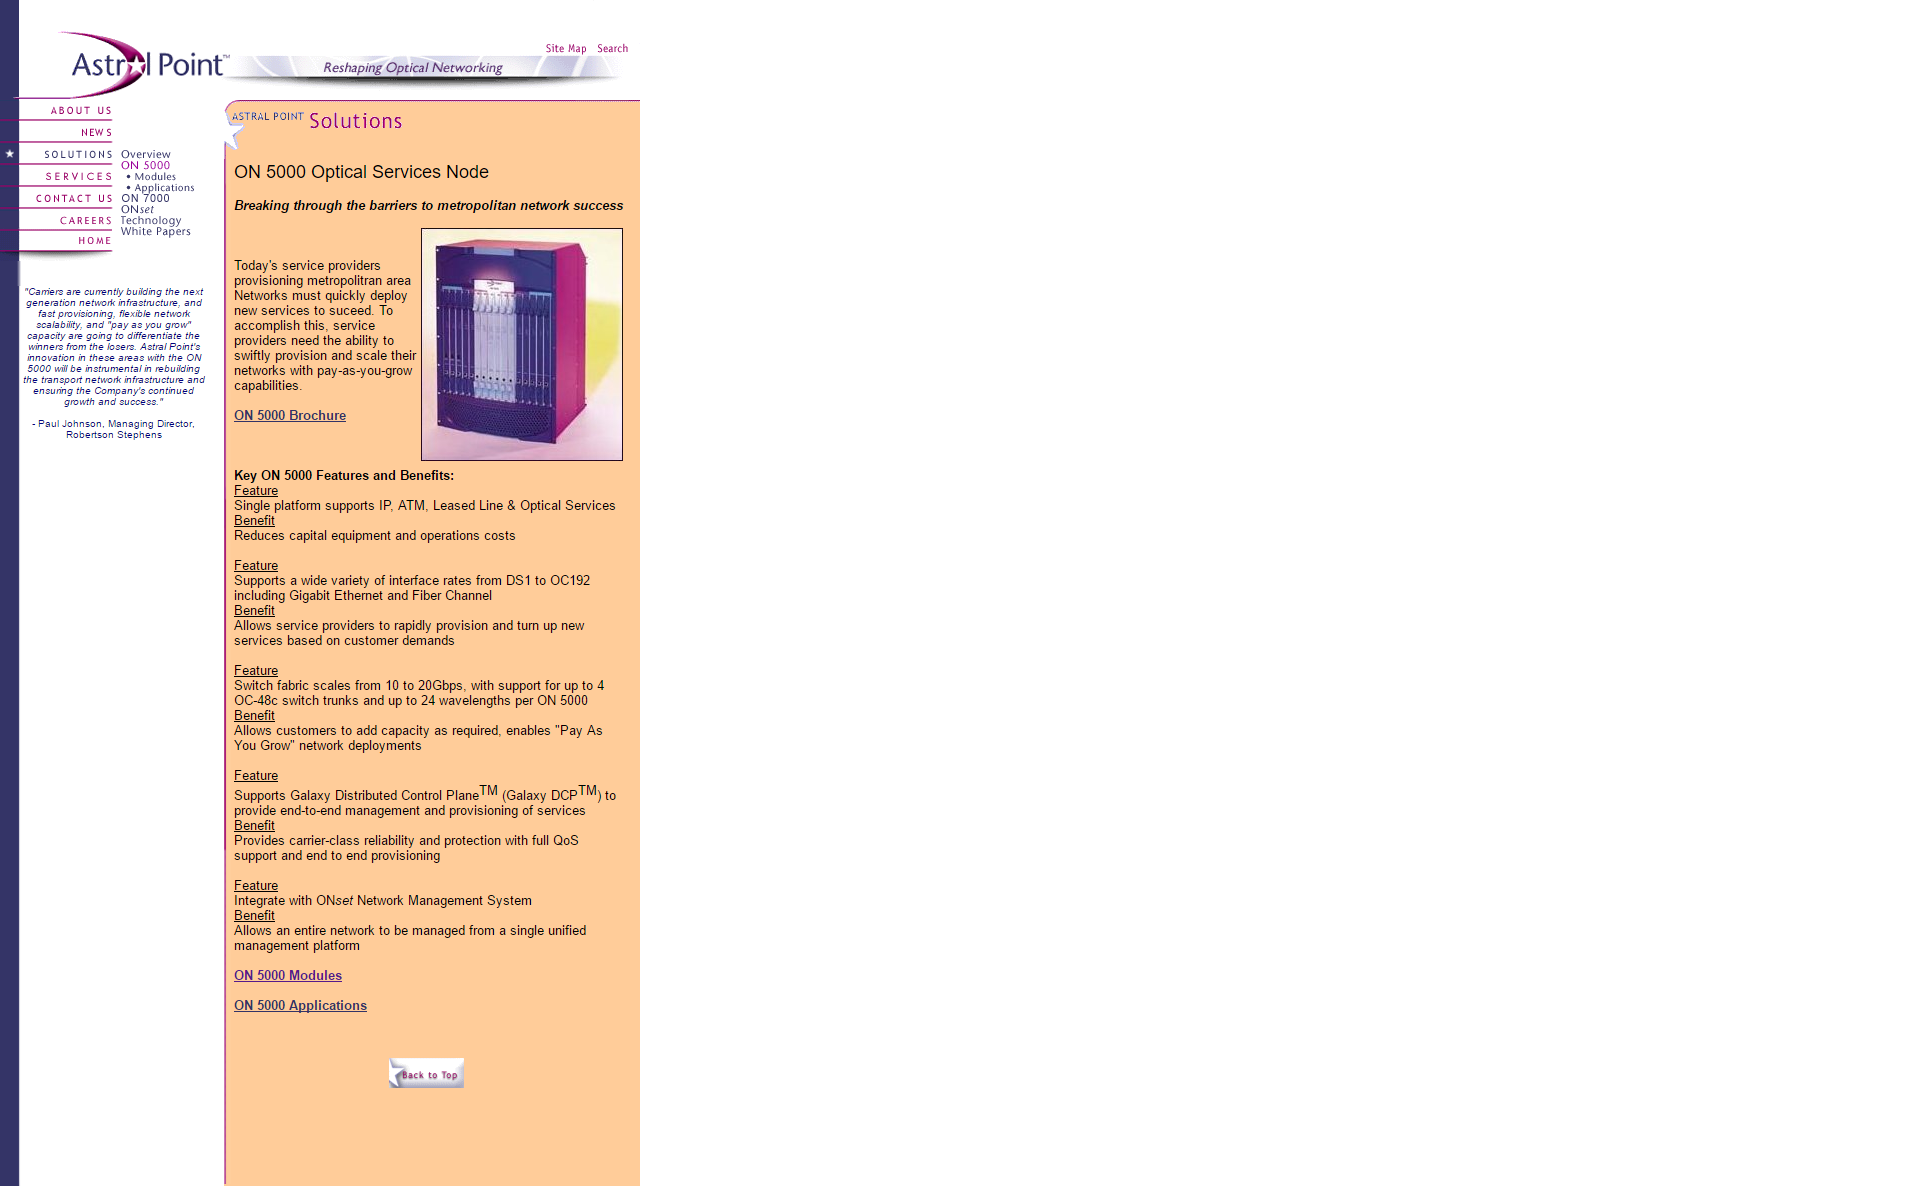 Astral Point™
Site Map Search
Reshaping Optical Networking
ABOUT US
NEWS
SOLUTIONS
SERVICES
CONTACT US
CAREERS
HOME
Overview
ON 5000
• Modules
• Applications
ON 7000
ONset
Technology
White Papers
"Carriers are currently building the next
generation network infrastructure, and
fast provisioning, flexible network
scalability, and "pay as you grow"
capacity are going to differentiate the
winners from the losers. Astral Point's
innovation in these areas with the ON
5000 will be instrumental in rebuilding
the transport network infrastructure and
ensuring the Company's continued
growth and success."
- Paul Johnson, Managing Director,
Robertson Stephens
ASTRAL POINT Solutions
ON 5000 Optical Services Node
Breaking through the barriers to metropolitan network success
Today's service providers
provisioning metropolitran area
Networks must quickly deploy
new services to suceed. To
accomplish this, service
providers need the ability to
swiftly provision and scale their
networks with pay-as-you-grow
capabilities.
ON 5000 Brochure
Key ON 5000 Features and Benefits:
Feature
Single platform supports IP, ATM, Leased Line & Optical Services
Benefit
Reduces capital equipment and operations costs
Feature
Supports a wide variety of interface rates from DS1 to OC192
including Gigabit Ethernet and Fiber Channel
Benefit
Allows service providers to rapidly provision and turn up new
services based on customer demands
Feature
Switch fabric scales from 10 to 20Gbps, with support for up to 4
OC-48c switch trunks and up to 24 wavelengths per ON 5000
Benefit
Allows customers to add capacity as required, enables "Pay As
You Grow" network deployments
Feature
Supports Galaxy Distributed Control PlaneTM (Galaxy DCPTM) to
provide end-to-end management and provisioning of services
Benefit
Provides carrier-class reliability and protection with full QoS
support and end to end provisioning
Feature
Integrate with ONset Network Management System
Benefit
Allows an entire network to be managed from a single unified
management platform
ON 5000 Modules
ON 5000 Applications
Back to Top